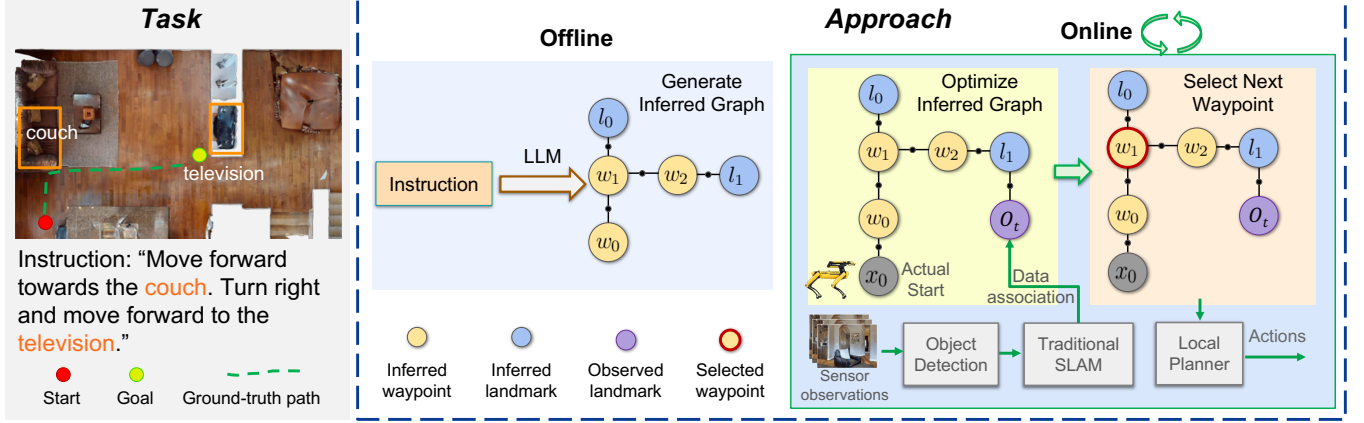 Task
couch
television
Instruction: “Move forward
towards the couch. Turn right
and move forward to the
television.”
Start
Goal
Ground-truth path
Approach
Offline
Generate
Inferred Graph
Instruction
LLM
l0
w1
w2
l1
w0
Inferred
waypoint
Inferred
landmark
Observed
landmark
Selected
waypoint
Online
Optimize
Inferred Graph
l0
w1
w2
l1
w0
Ot
x0
Actual
Start
Data
association
Select Next
Waypoint
l0
w1
w2
l1
w0
Ot
x0
Sensor
observations
Object
Detection
Traditional
SLAM
Local
Planner
Actions